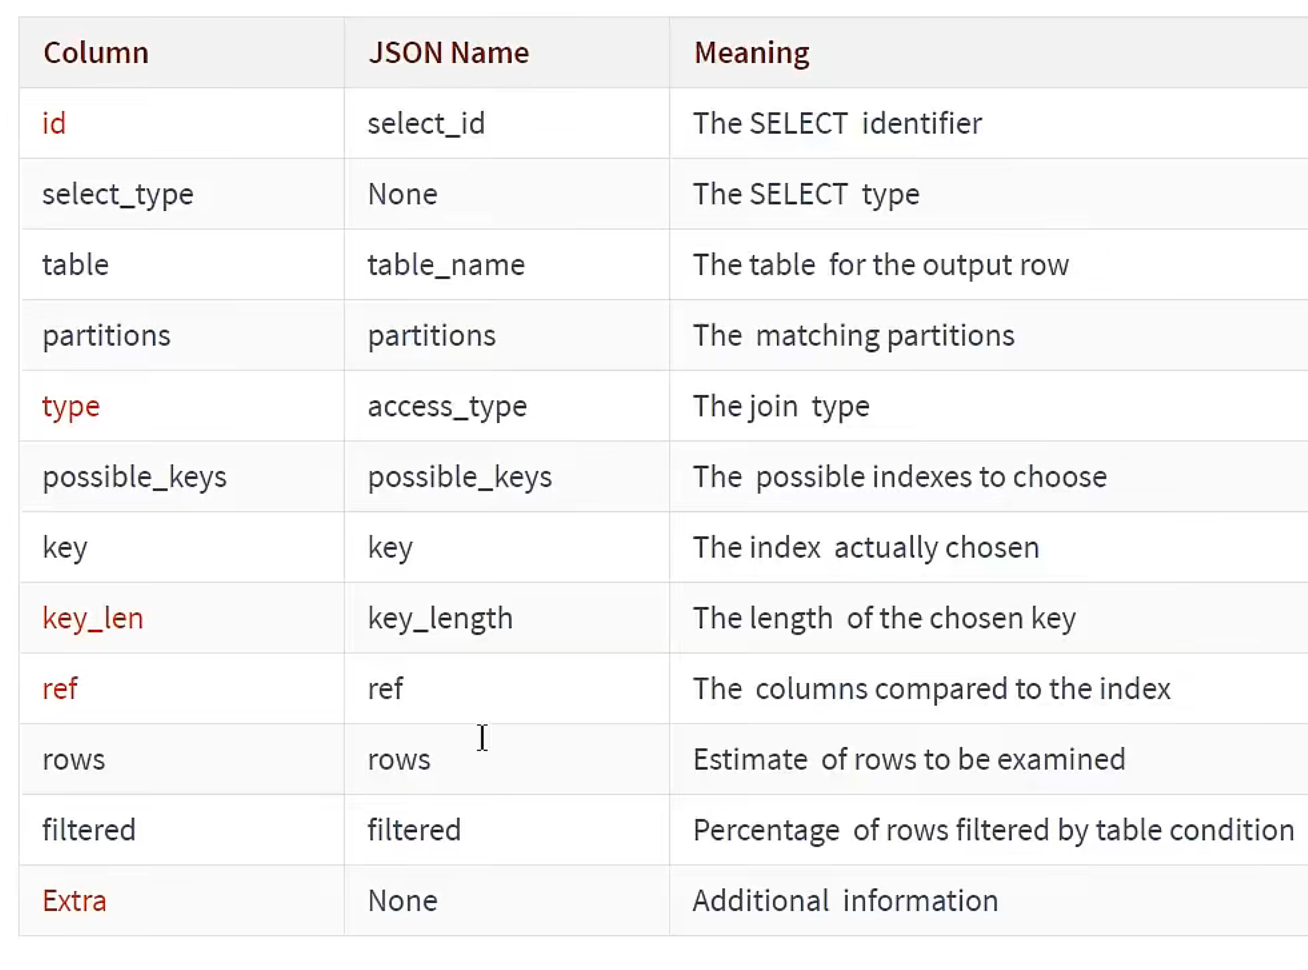 Column JSON Name Meaning
id select_id The SELECT identifier
select_type None The SELECT type
table table_name The table for the output row
partitions partitions The matching partitions
type access_type The join type
possible_keys possible_keys The possible indexes to choose
key key The index actually chosen
key_len key_length The length of the chosen key
ref ref The columns compared to the index
rows rows Estimate of rows to be examined
filtered filtered Percentage of rows filtered by table condition
Extra None Additional information